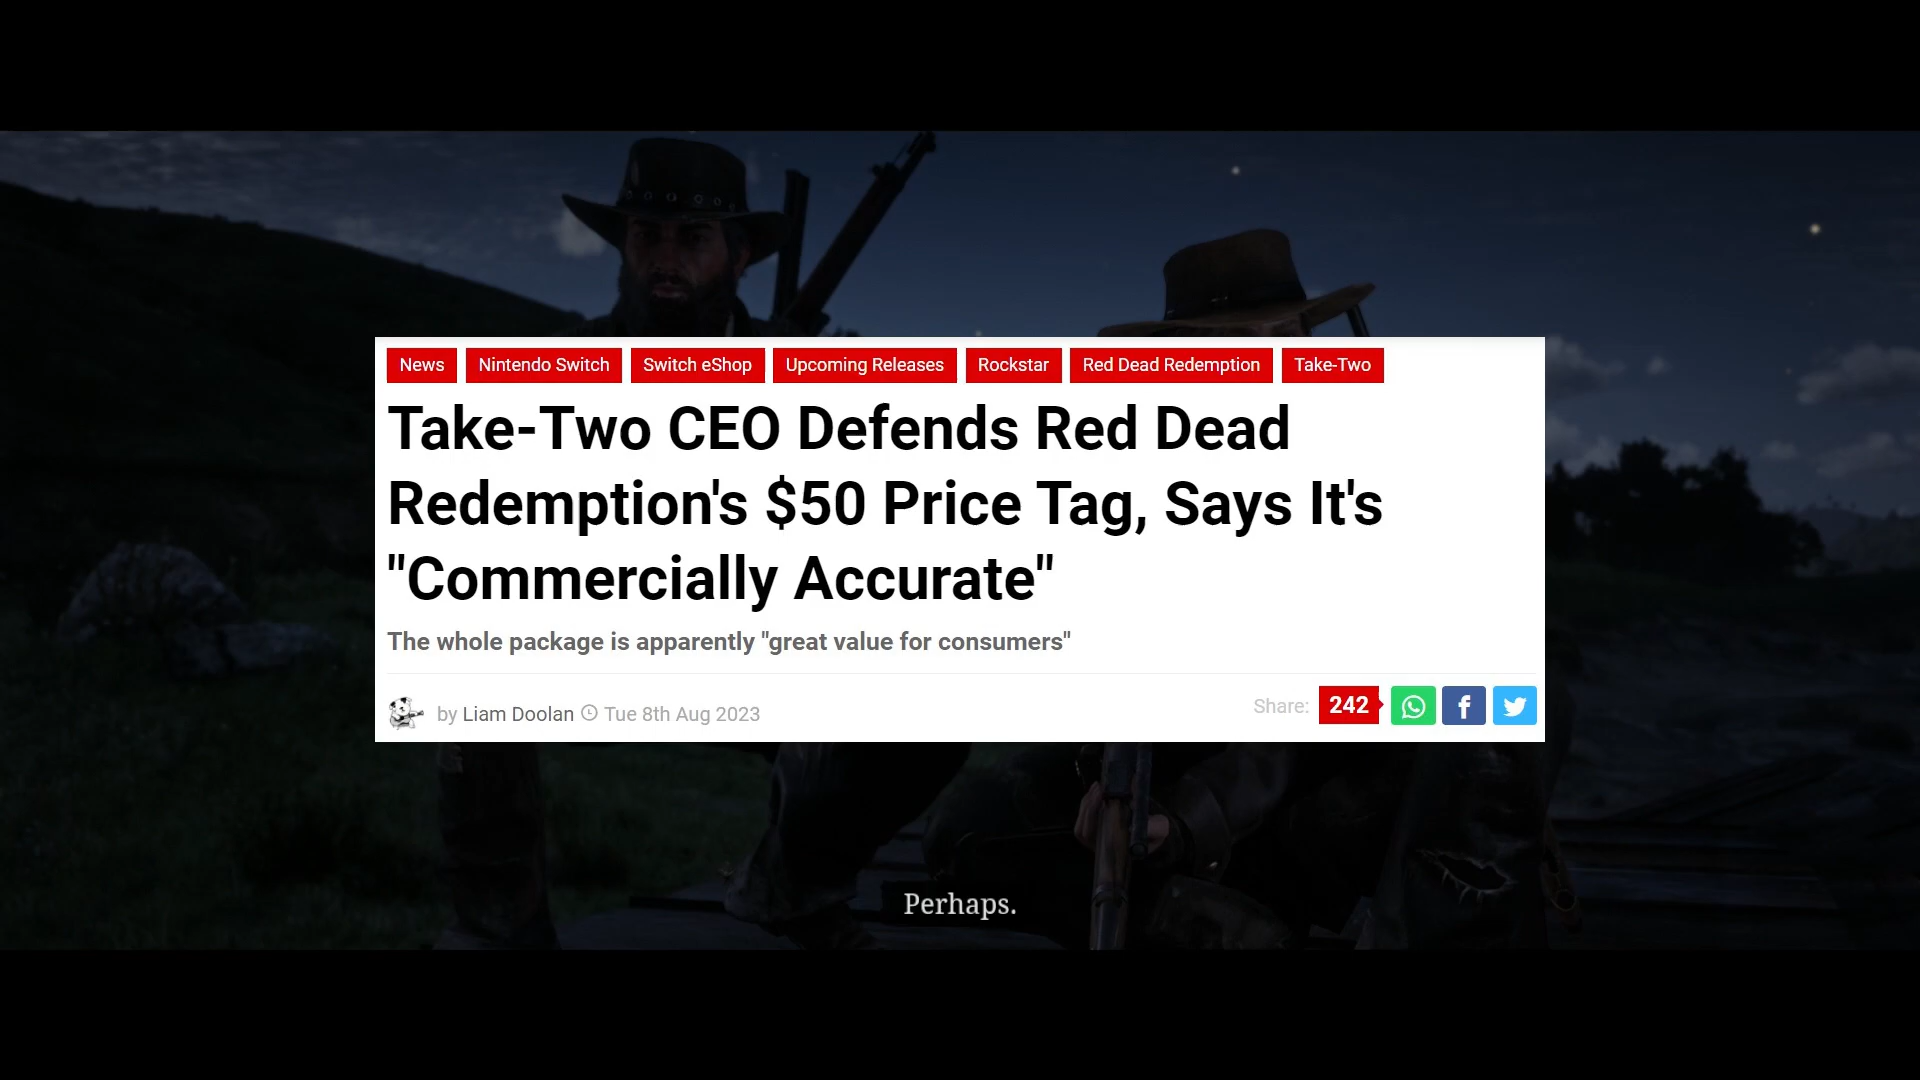 News Nintendo Switch Switch eShop Upcoming Releases Rockstar Red Dead Redemption Take-Two
Take-Two CEO Defends Red Dead
Redemption's $50 Price Tag, Says It's
"Commercially Accurate"
The whole package is apparently "great value for consumers"
by Liam Doolan Tue 8th Aug 2023 Share: 242
Perhaps.